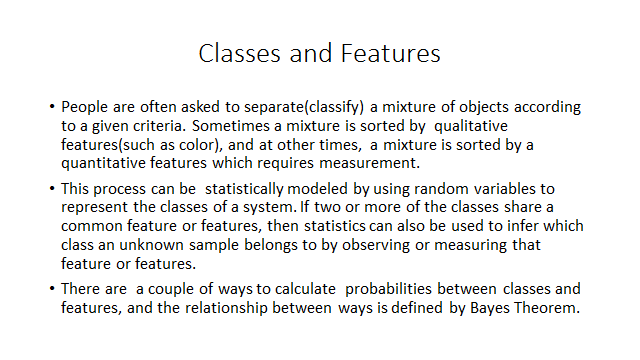 Classes and Features
• People are often asked to separate(classify) a mixture of objects according
to a given criteria. Sometimes a mixture is sorted by  qualitative
features(such as color), and at other times,  a mixture is sorted by a
quantitative features which requires measurement.
• This process can be  statistically modeled by using random variables to
represent the classes of a system. If two or more of the classes share a
common feature or features, then statistics can also be used to infer which
class an unknown sample belongs to by observing or measuring that
feature or features.
• There are  a couple of ways to calculate  probabilities between classes and
features, and the relationship between ways is defined by Bayes Theorem.